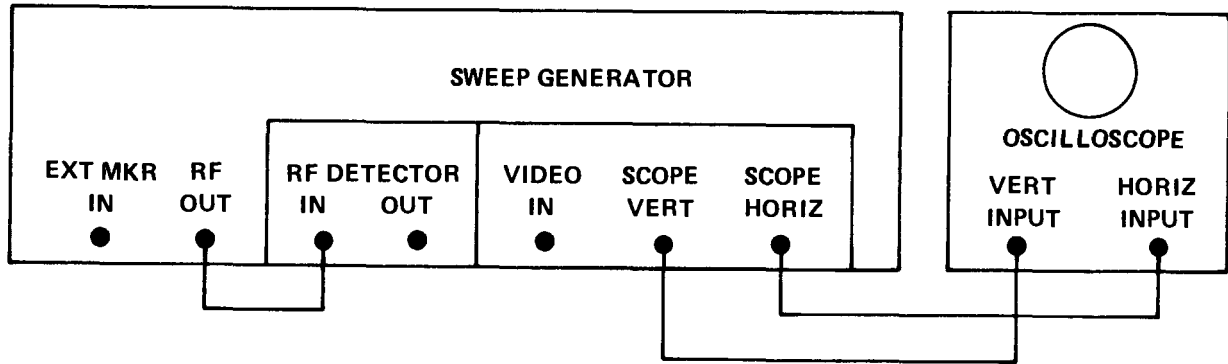 SWEEP GENERATOR
EXT MKR
IN
RF
OUT
RF DETECTOR
IN OUT
VIDEO
IN
SCOPE
VERT
SCOPE
HORIZ
OSCILLOSCOPE
VERT
INPUT
HORIZ
INPUT